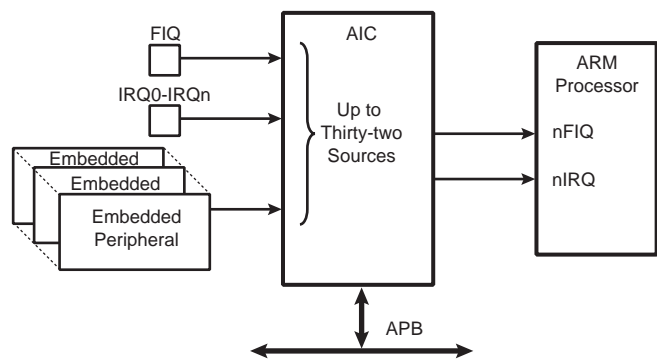 FIQ
IRQ0-IRQn
Embedded
Embedded
Embedded
Peripheral
AIC
Up to
Thirty-two
Sources
ARM
Processor
nFIQ
nIRQ
APB